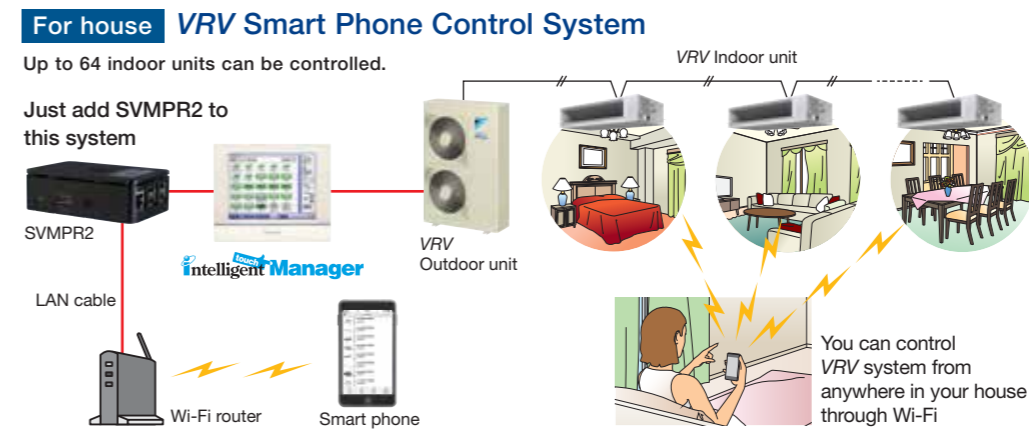 For house VRV Smart Phone Control System
Up to 64 indoor units can be controlled.
Just add SVMPR2 to
this system
VRV Indoor unit
SVMPR2
intelligent touch Manager
VRV
Outdoor unit
LAN cable
Wi-Fi router
Smart phone
You can control
VRV system from
anywhere in your house
through Wi-Fi